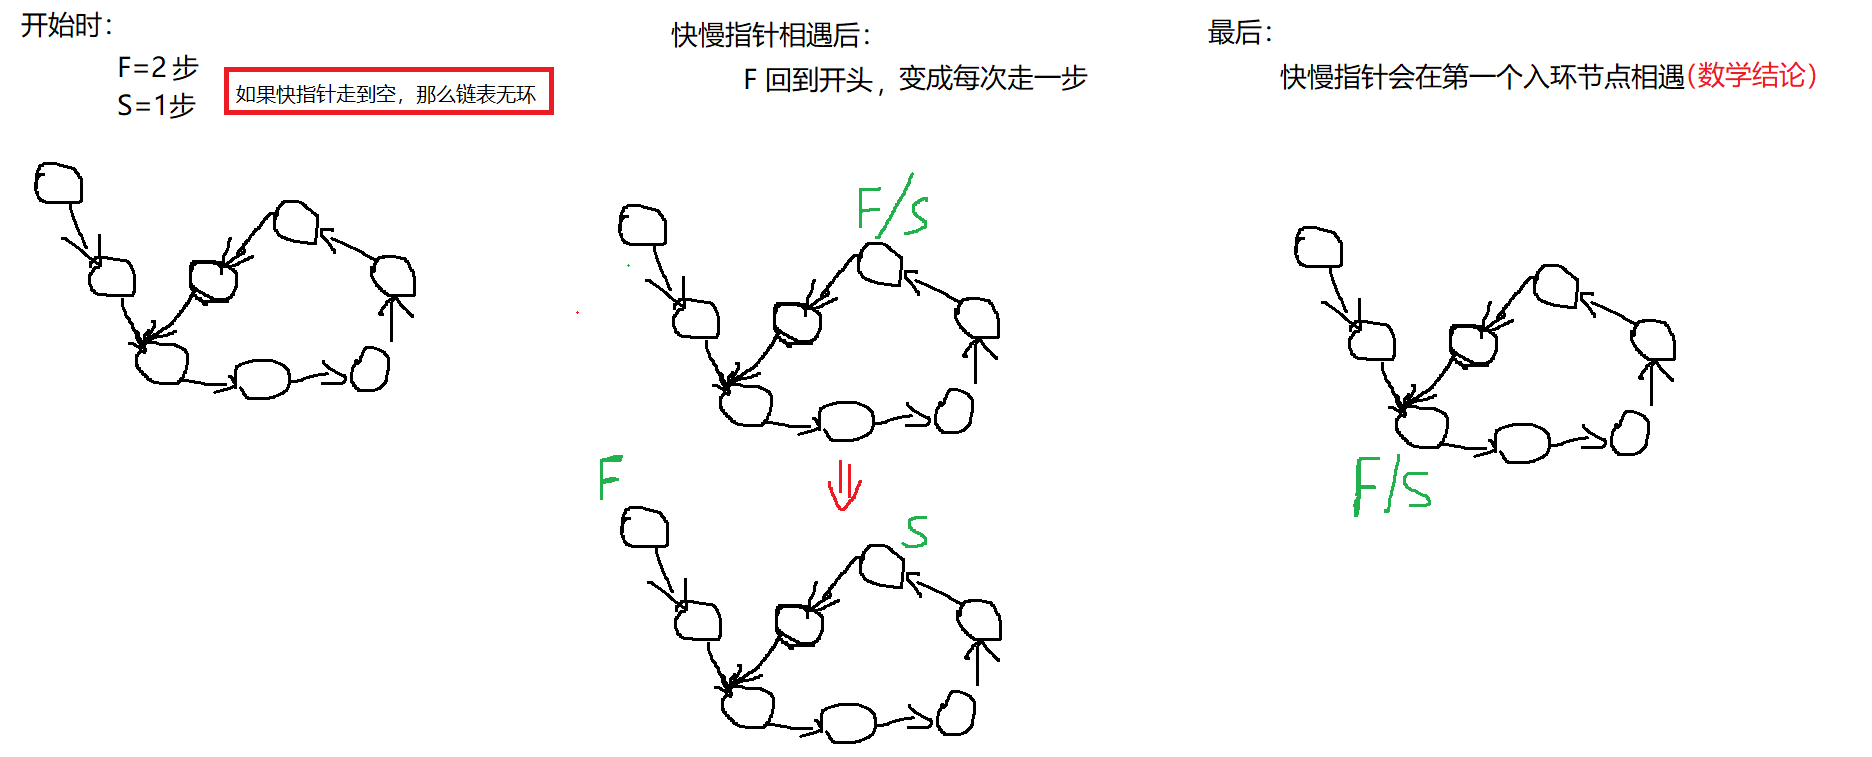 开始时：
F=2步
S=1步
如果快指针走到空，那么链表无环
快慢指针相遇后：
F 回到开头，变成每次走一步
F/S
F
S
最后：
快慢指针会在第一个入环节点相遇（数学结论）
F/S